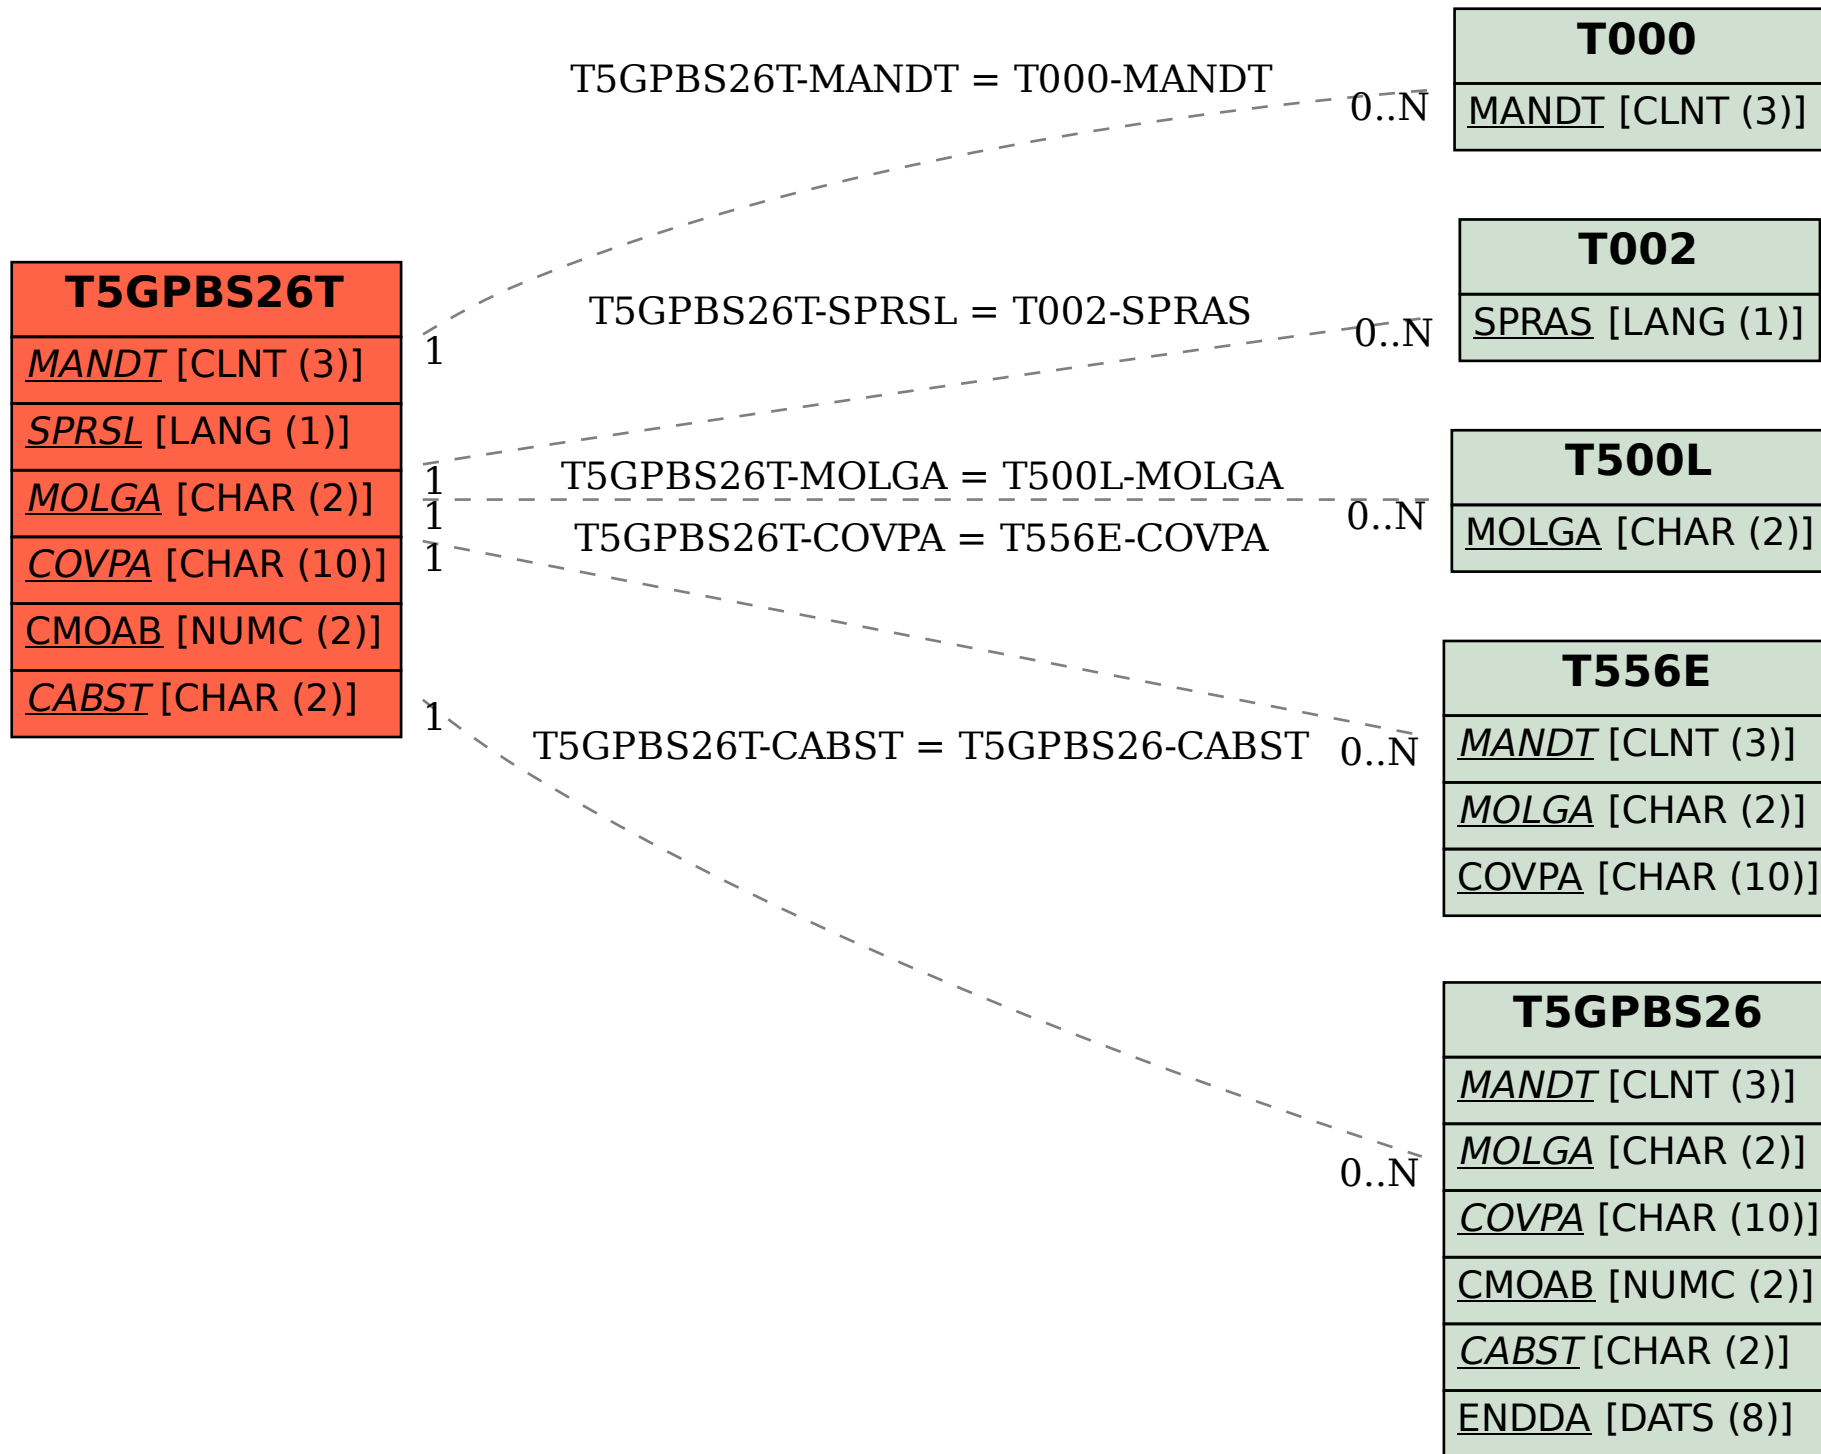 T5GPBS26T
MANDT [CLNT (3)]
SPRSL [LANG (1)]
MOLGA [CHAR (2)]
COVPA [CHAR (10)]
CMOAB [NUMC (2)]
CABST [CHAR (2)]
T5GPBS26T-MANDT = T000-MANDT
1
0..N
T5GPBS26T-SPRSL = T002-SPRAS
1
0..N
T5GPBS26T-MOLGA = T500L-MOLGA
1
0..N
T5GPBS26T-COVPA = T556E-COVPA
1
0..N
T5GPBS26T-CABST = T5GPBS26-CABST
1
0..N
T000
MANDT [CLNT (3)]
T002
SPRAS [LANG (1)]
T500L
MOLGA [CHAR (2)]
T556E
MANDT [CLNT (3)]
MOLGA [CHAR (2)]
COVPA [CHAR (10)]
T5GPBS26
MANDT [CLNT (3)]
MOLGA [CHAR (2)]
COVPA [CHAR (10)]
CMOAB [NUMC (2)]
CABST [CHAR (2)]
ENDDA [DATS (8)]